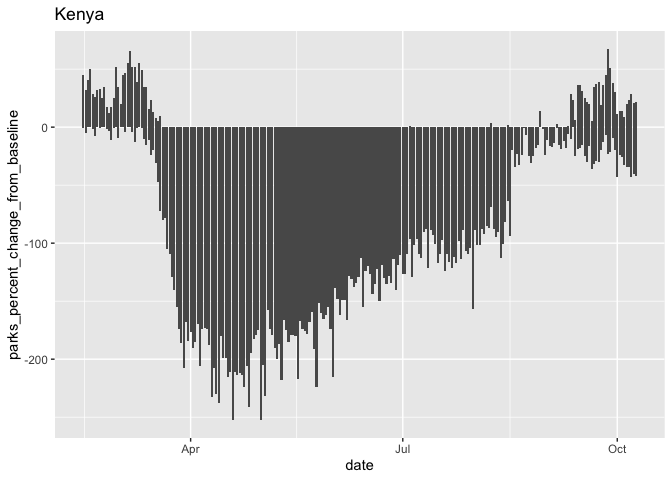 Kenya
parks_percent_change_from_baseline
0
-100
-200
Apr
Jul
Oct
date